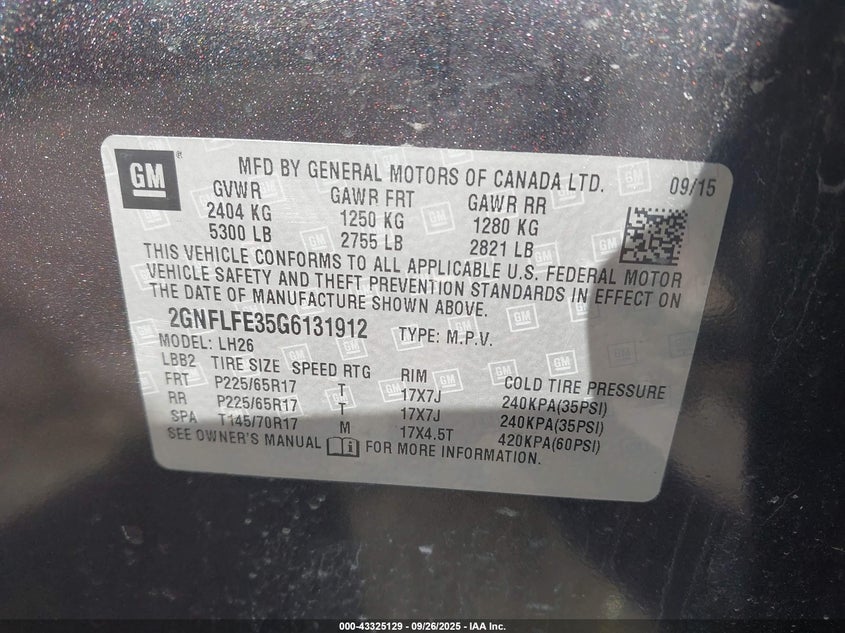 GM ®
MFD BY GENERAL MOTORS OF CANADA LTD. 09/15
GVWR GAWR FRT GAWR RR
2404 KG 1250 KG 1280 KG
5300 LB 2755 LB 2821 LB
THIS VEHICLE CONFORMS TO ALL APPLICABLE U.S. FEDERAL MOTOR
VEHICLE SAFETY AND THEFT PREVENTION STANDARDS IN EFFECT ON
THE DATE OF MANUFACTURE SHOWN ABOVE.
2GNFLFE35G6131912 TYPE: M.P.V.
MODEL: LH26
LBB2 TIRE SIZE SPEED RTG RIM COLD TIRE PRESSURE
FRT P225/65R17 T 17X7J 240KPA(35PSI)
RR P225/65R17 T 17X7J 240KPA(35PSI)
SPA T145/70R17 M 17X4.5T 420KPA(60PSI)
SEE OWNER'S MANUAL FOR MORE INFORMATION.
000-43325129 - 09/26/2025 - IAA Inc.